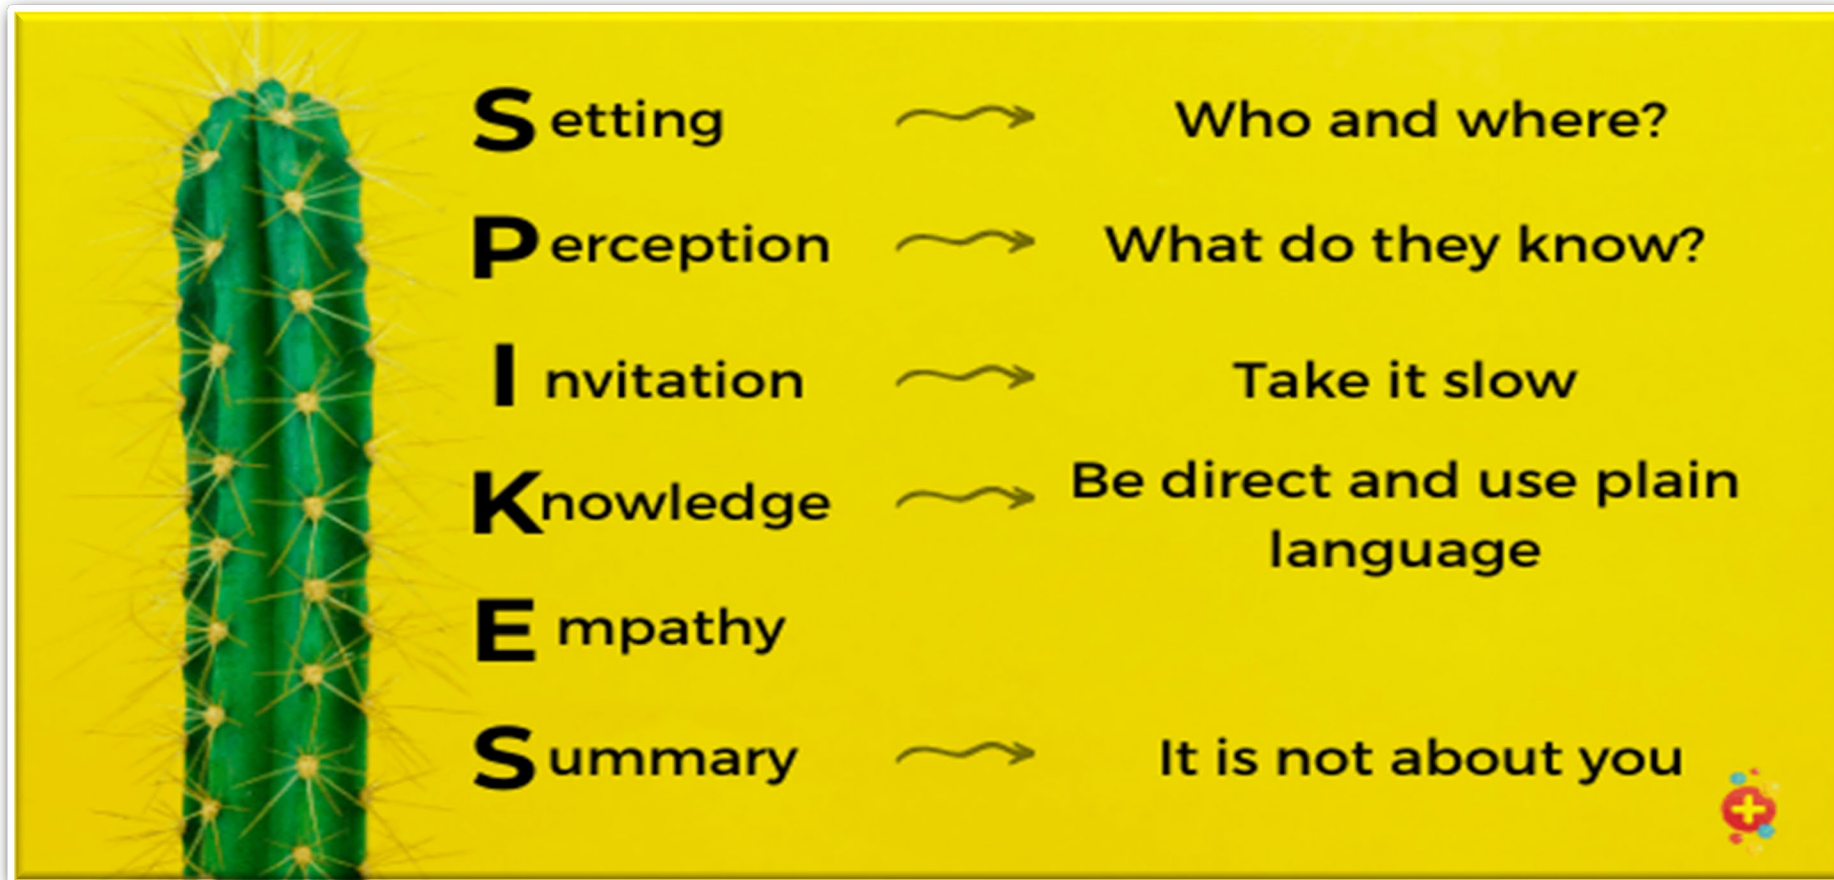 Setting Who and where?
Perception What do they know?
Invitation Take it slow
Knowledge Be direct and use plain
language
Empathy
Summary It is not about you